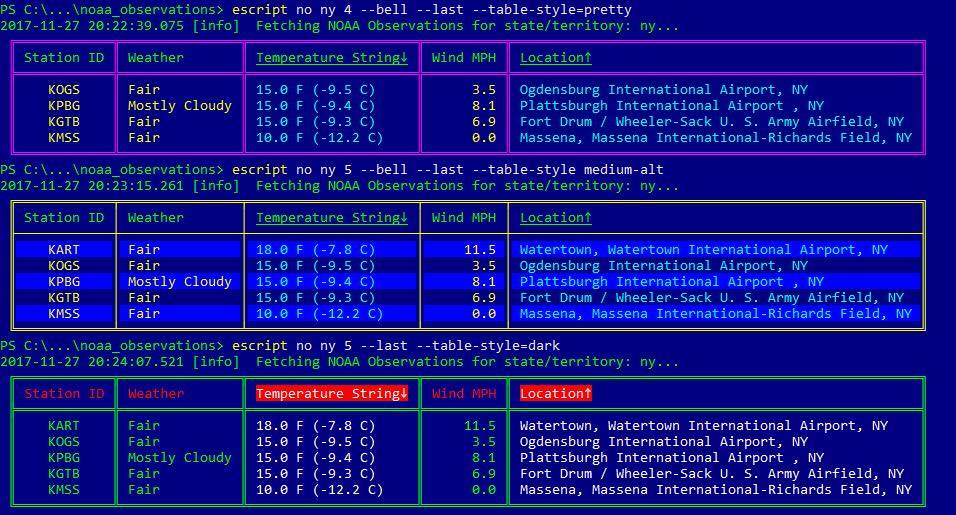 PS C:\...\noaa_observations> escript no ny 4 --bell --last --table-style=pretty
2017-11-27 20:22:39.075 [info]  Fetching NOAA Observations for state/territory: ny...
Station ID Weather Temperature String↓ Wind MPH Location↑
KOGS Fair 15.0 F (-9.5 C) 3.5 Ogdensburg International Airport, NY
KPBG Mostly Cloudy 15.0 F (-9.4 C) 8.1 Plattsburgh International Airport , NY
KGTB Fair 15.0 F (-9.3 C) 6.9 Fort Drum / Wheeler-Sack U. S. Army Airfield, NY
KMSS Fair 10.0 F (-12.2 C) 0.0 Massena, Massena International-Richards Field, NY
PS C:\...\noaa_observations> escript no ny 5 --bell --last --table-style medium-alt
2017-11-27 20:23:15.261 [info]  Fetching NOAA Observations for state/territory: ny...
Station ID Weather Temperature String↓ Wind MPH Location↑
KART Fair 18.0 F (-7.8 C) 11.5 Watertown, Watertown International Airport, NY
KOGS Fair 15.0 F (-9.5 C) 3.5 Ogdensburg International Airport, NY
KPBG Mostly Cloudy 15.0 F (-9.4 C) 8.1 Plattsburgh International Airport , NY
KGTB Fair 15.0 F (-9.3 C) 6.9 Fort Drum / Wheeler-Sack U. S. Army Airfield, NY
KMSS Fair 10.0 F (-12.2 C) 0.0 Massena, Massena International-Richards Field, NY
PS C:\...\noaa_observations> escript no ny 5 --last --table-style=dark
2017-11-27 20:24:07.521 [info]  Fetching NOAA Observations for state/territory: ny...
Station ID Weather Temperature String↓ Wind MPH Location↑
KART Fair 18.0 F (-7.8 C) 11.5 Watertown, Watertown International Airport, NY
KOGS Fair 15.0 F (-9.5 C) 3.5 Ogdensburg International Airport, NY
KPBG Mostly Cloudy 15.0 F (-9.4 C) 8.1 Plattsburgh International Airport , NY
KGTB Fair 15.0 F (-9.3 C) 6.9 Fort Drum / Wheeler-Sack U. S. Army Airfield, NY
KMSS Fair 10.0 F (-12.2 C) 0.0 Massena, Massena International-Richards Field, NY